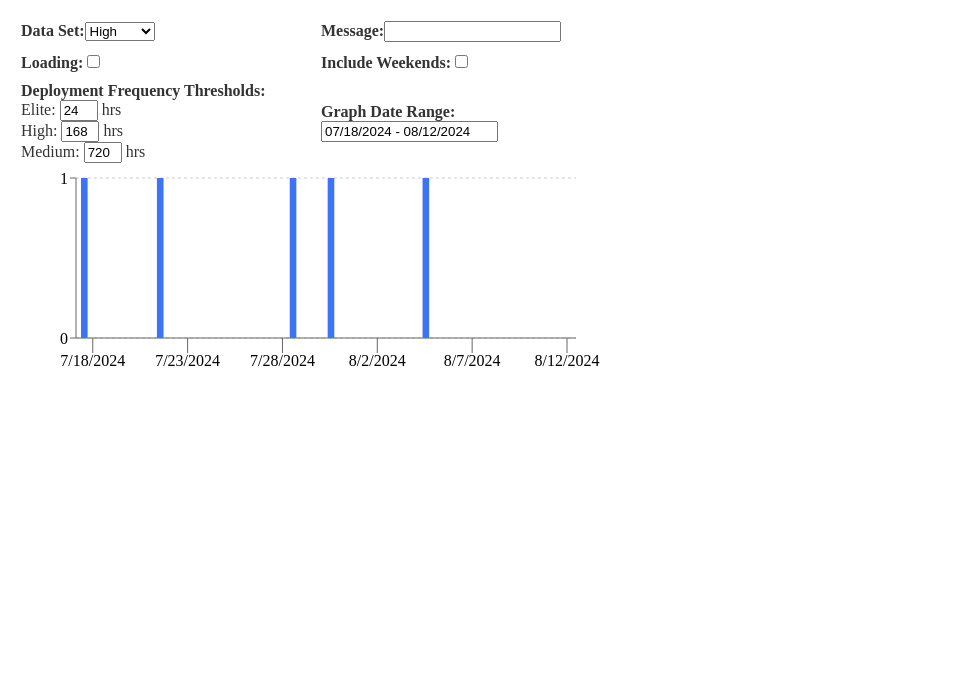 Data Set: High
Message:
Loading:
Include Weekends:
Deployment Frequency Thresholds:
Elite: 24 hrs
High: 168 hrs
Medium: 720 hrs
Graph Date Range:
07/18/2024 - 08/12/2024
1
0
7/18/2024 7/23/2024 7/28/2024 8/2/2024 8/7/2024 8/12/2024